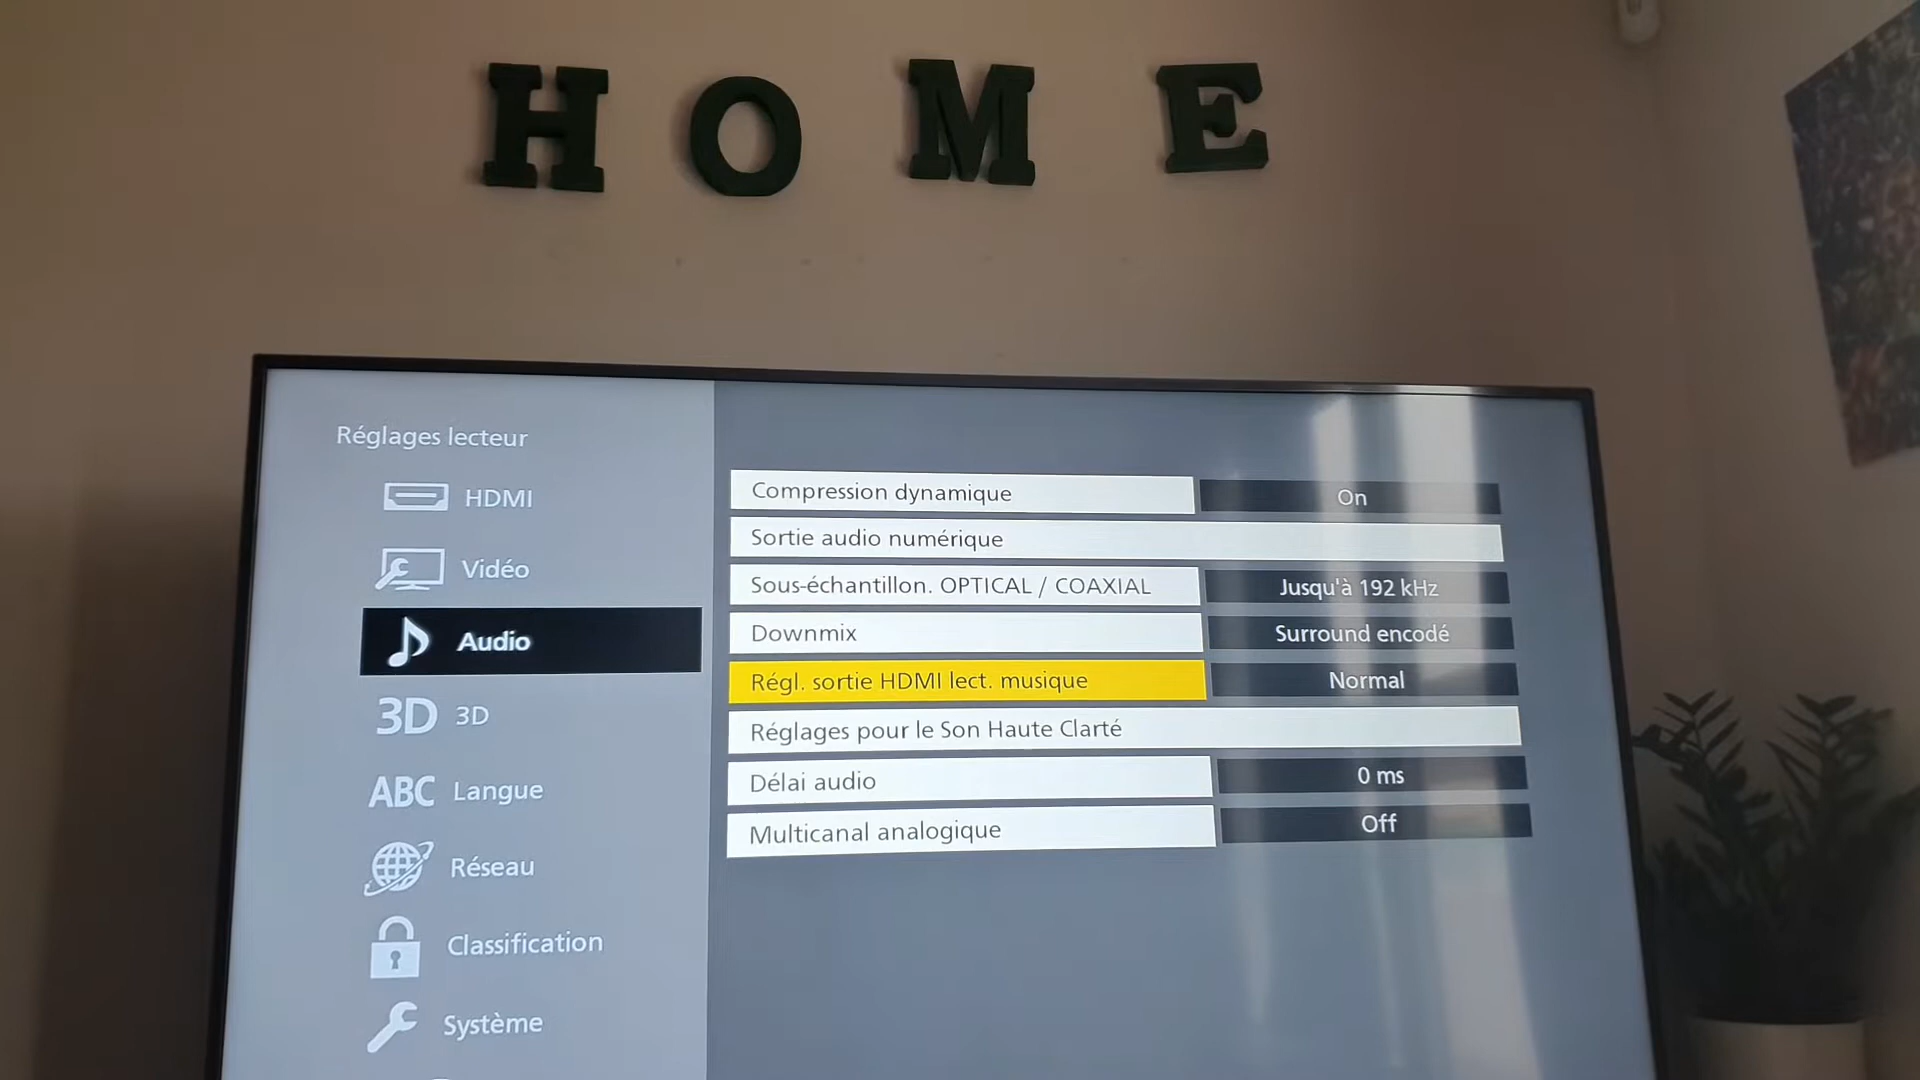 HOME
Réglages lecteur
HDMI
Vidéo
Audio
3D 3D
ABC Langue
Réseau
Classification
Système
Compression dynamique On
Sortie audio numérique
Sous-échantillon. OPTICAL / COAXIAL Jusqu'à 192 kHz
Downmix Surround encodé
Régl. sortie HDMI lect. musique Normal
Réglages pour le Son Haute Clarté
Délai audio 0 ms
Multicanal analogique Off